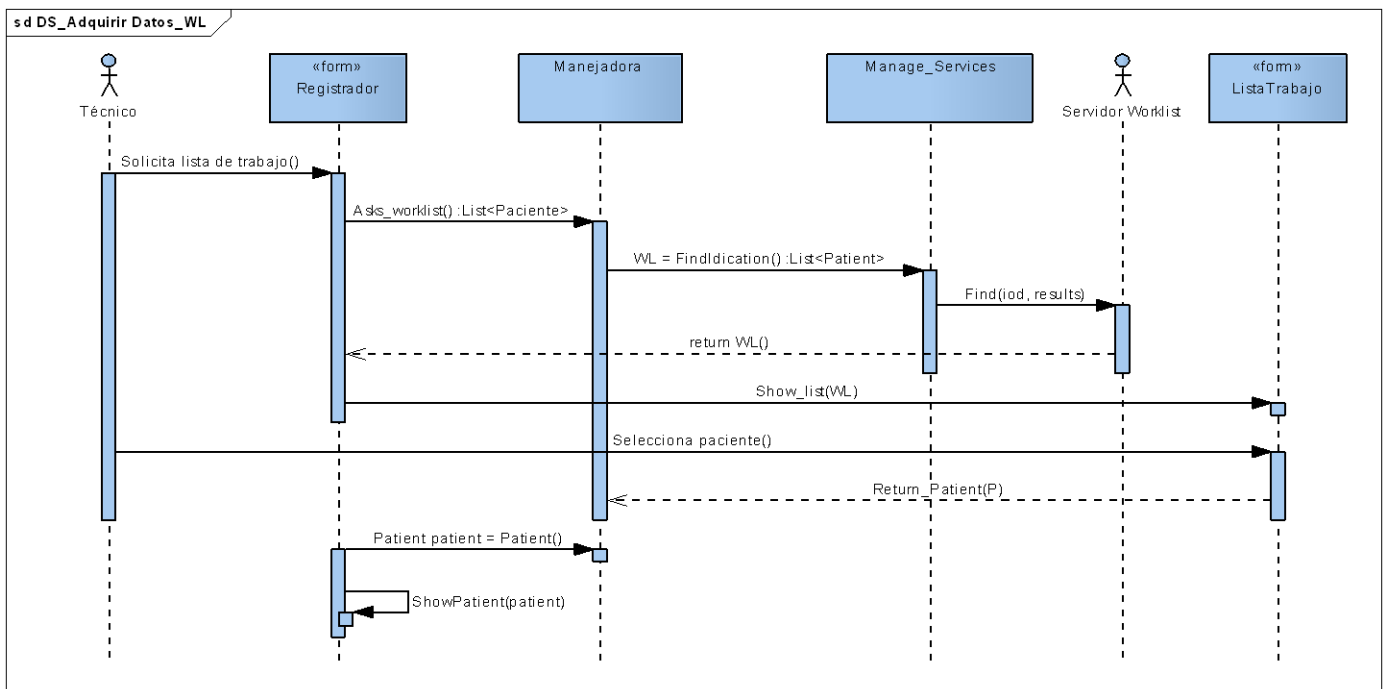 sd DS_Adquirir Datos_WL
Técnico
«form»
Registrador
Manejadora
Manage_Services
Servidor Worklist
«form»
ListaTrabajo
Solicita lista de trabajo()
Asks_worklist() :List<Paciente>
WL = FindIdication() :List<Patient>
Find(iod, results)
return WL()
Show_list(WL)
Selecciona paciente()
Return_Patient(P)
Patient patient = Patient()
ShowPatient(patient)